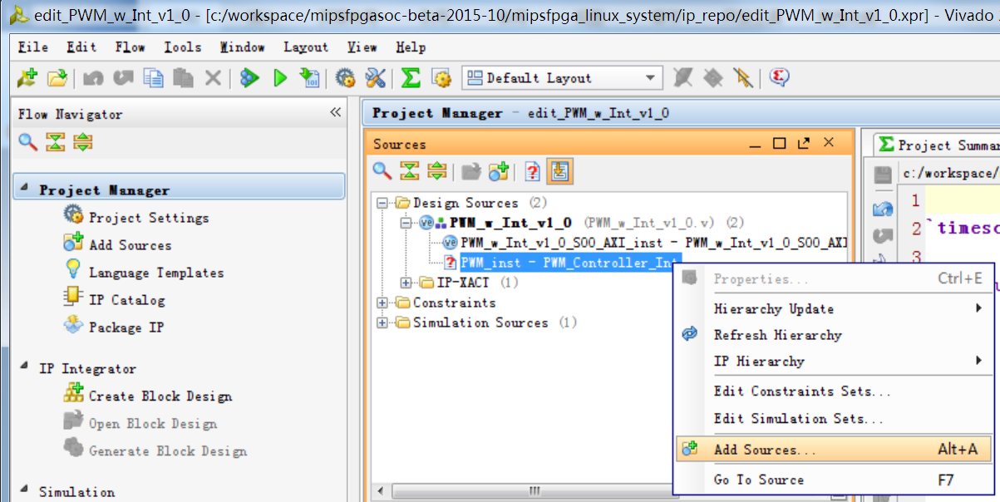 edit_PWM_w_Int_v1_0 - [c:/workspace/mipsfpgasoc-beta-2015-10/mipsfpga_linux_system/ip_repo/edit_PWM_w_Int_v1_0.xpr] - Vivado
File Edit Flow Tools Window Layout View Help
Default Layout
Flow Navigator
Project Manager
Project Settings
Add Sources
Language Templates
IP Catalog
Package IP
IP Integrator
Create Block Design
Open Block Design
Generate Block Design
Simulation
Project Manager - edit_PWM_w_Int_v1_0
Sources
Design Sources (2)
PWM_w_Int_v1_0 (PWM_w_Int_v1_0.v) (2)
PWM_w_Int_v1_0_S00_AXI_inst - PWM_w_Int_v1_0_S00_AXI
PWM_inst - PWM_Controller_Int
IP-XACT (1)
Constraints
Simulation Sources (1)
Project Summar
c:/workspace/
1
2 `timesc
3
Properties... Ctrl+E
Hierarchy Update
Refresh Hierarchy
IP Hierarchy
Edit Constraints Sets...
Edit Simulation Sets...
Add Sources... Alt+A
Go To Source F7